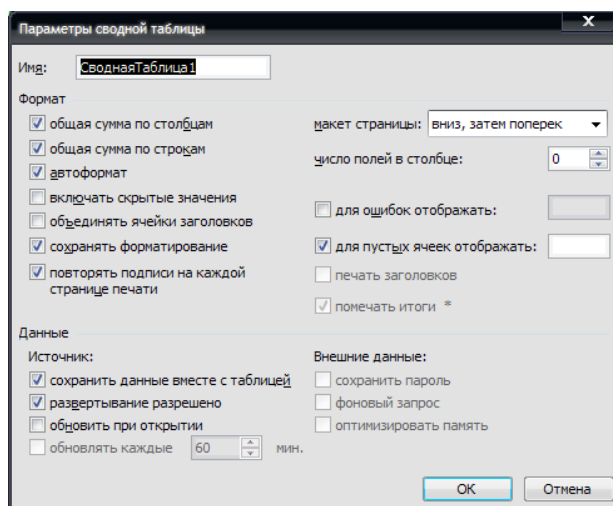 Параметры сводной таблицы
X
Имя: СводнаяТаблица1
Формат
общая сумма по столбцам
общая сумма по строкам
автоформат
включать скрытые значения
объединять ячейки заголовков
сохранять форматирование
повторять подписи на каждой
странице печати
макет страницы: вниз, затем поперек
число полей в столбце: 0
для ошибок отображать:
для пустых ячеек отображать:
печать заголовков
помечать итоги *
Данные
Источник:
сохранить данные вместе с таблицей
развертывание разрешено
обновить при открытии
обновлять каждые 60 мин.
Внешние данные:
сохранить пароль
фоновый запрос
оптимизировать память
ОК
Отмена